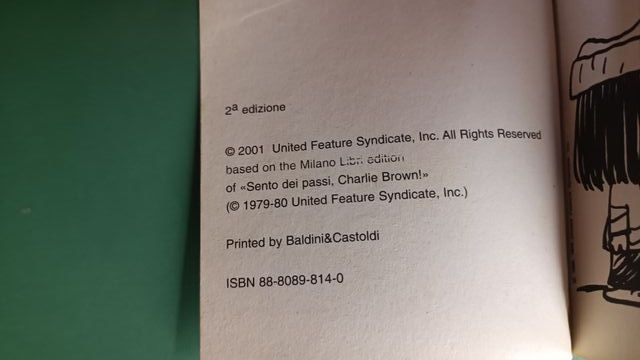 2a edizione
© 2001 United Feature Syndicate, Inc. All Rights Reserved
based on the Milano Libri edition
of «Sento dei passi, Charlie Brown!»
(© 1979-80 United Feature Syndicate, Inc.)
Printed by Baldini&Castoldi
ISBN 88-8089-814-0